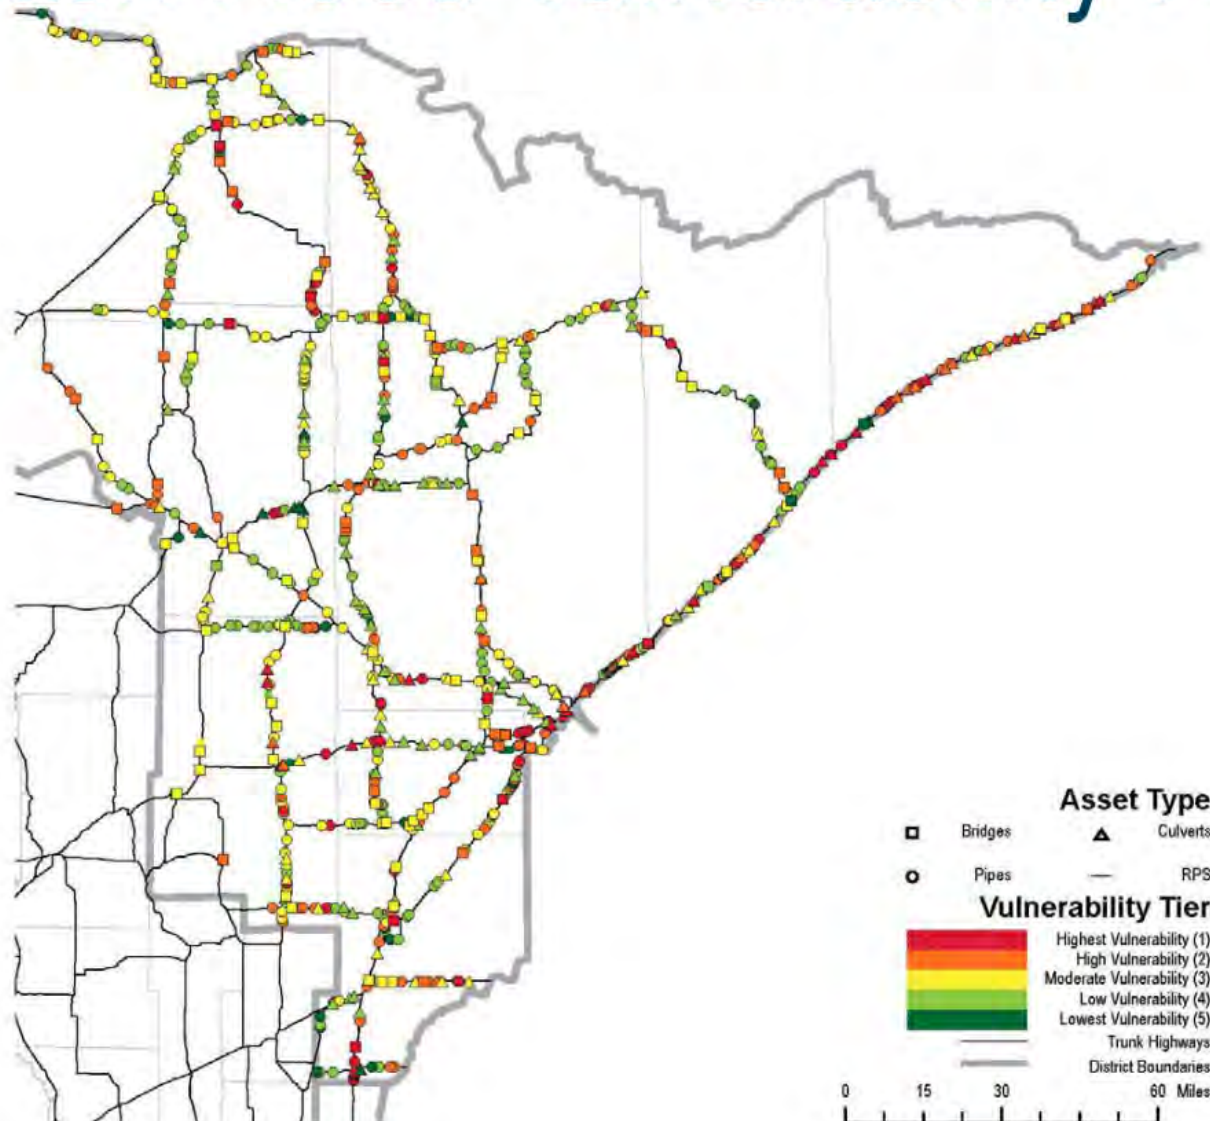 Asset Type
Bridges
Culverts
Pipes
RPS
Vulnerability Tier
Highest Vulnerability (1)
High Vulnerability (2)
Moderate Vulnerability (3)
Low Vulnerability (4)
Lowest Vulnerability (5)
Trunk Highways
District Boundaries
0 15 30 60 Miles